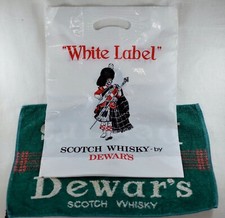 "White Label"
SCOTCH WHISKY-by
DEWAR'S
Dewar's
SCOTCH WHISKY